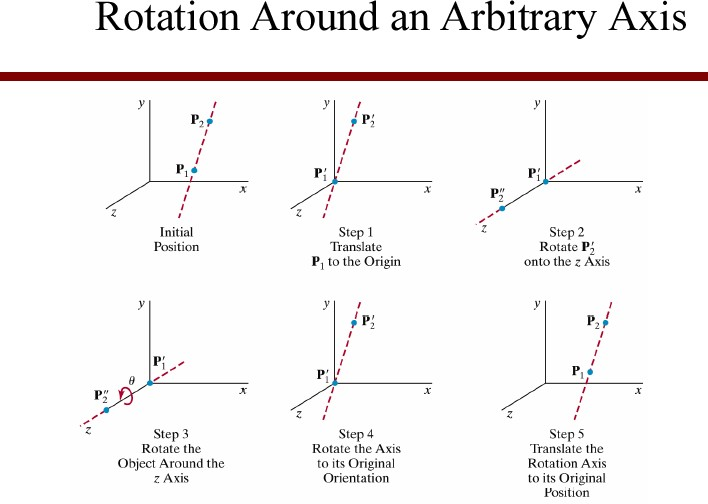 Rotation Around an Arbitrary Axis
y
P2
P1
x
z
Initial
Position
y
P′2
P′1
x
z
Step 1
Translate
P1 to the Origin
y
P′1
P″2
x
z
Step 2
Rotate P′2
onto the z Axis
y
P′1
θ
P″2
x
z
Step 3
Rotate the
Object Around the
z Axis
y
P′2
P′1
x
z
Step 4
Rotate the Axis
to its Original
Orientation
y
P2
P1
x
z
Step 5
Translate the
Rotation Axis
to its Original
Position